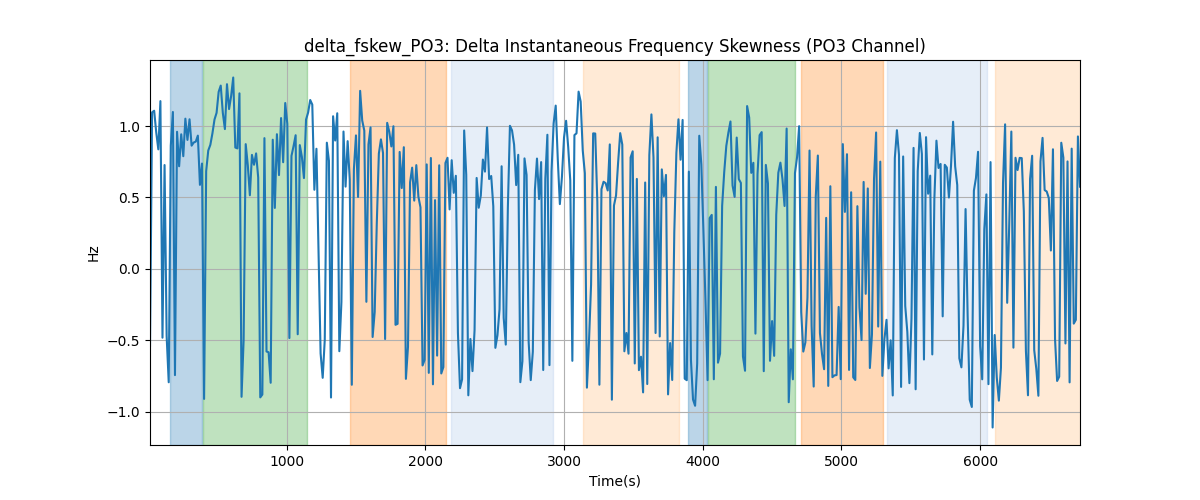 delta_fskew_PO3: Delta Instantaneous Frequency Skewness (PO3 Channel)
Hz
1.0
0.5
0.0
−0.5
−1.0
1000 2000 3000 4000 5000 6000
Time(s)